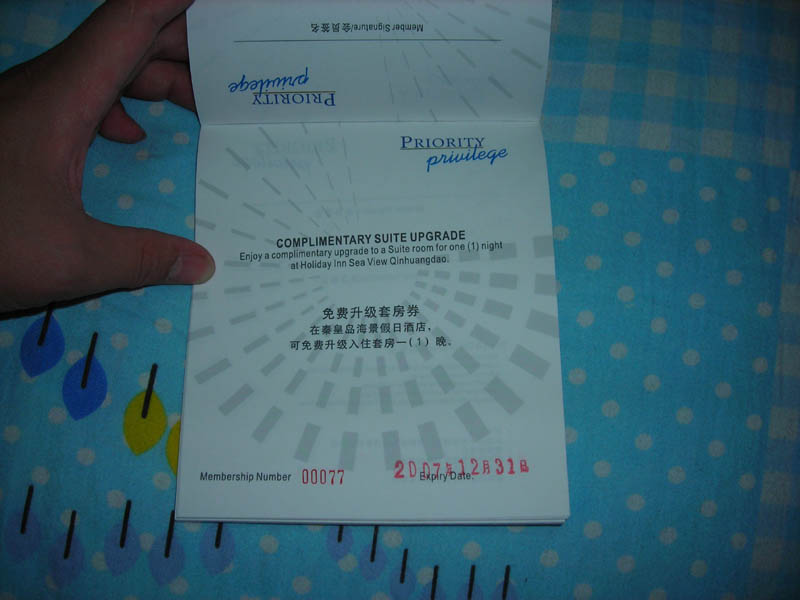 Member Signature/会员签名
PRIORITY
privilege
PRIORITY
privilege
COMPLIMENTARY SUITE UPGRADE
Enjoy a complimentary upgrade to a Suite room for one (1) night
at Holiday Inn Sea View Qinhuangdao.
免费升级套房券
在秦皇岛海景假日酒店，
可免费升级入住套房一(1)晚。
Membership Number 00077
2007年12月31日
Expiry Date: